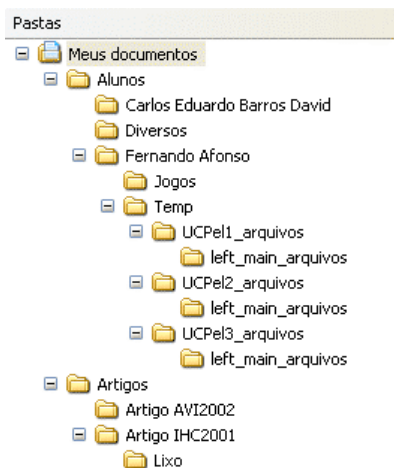 Pastas
Meus documentos
Alunos
Carlos Eduardo Barros David
Diversos
Fernando Afonso
Jogos
Temp
UCPel1_arquivos
left_main_arquivos
UCPel2_arquivos
left_main_arquivos
UCPel3_arquivos
left_main_arquivos
Artigos
Artigo AVI2002
Artigo IHC2001
Lixo